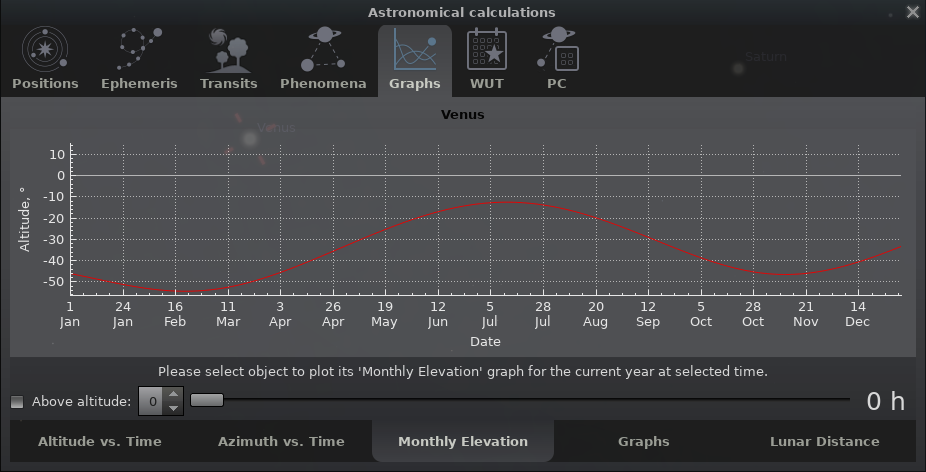 Astronomical calculations
Positions Ephemeris Transits Phenomena Graphs WUT PC
Saturn
Venus
Venus
10
0
-10
-20
-30
-40
-50
Altitude, °
1 24 16 11 3 26 19 12 5 28 20 12 5 28 21 14
Jan Jan Feb Mar Apr Apr May Jun Jul Jul Aug Sep Oct Oct Nov Dec
Date
Please select object to plot its 'Monthly Elevation' graph for the current year at selected time.
Above altitude: 0 0 h
Altitude vs. Time Azimuth vs. Time Monthly Elevation Graphs Lunar Distance